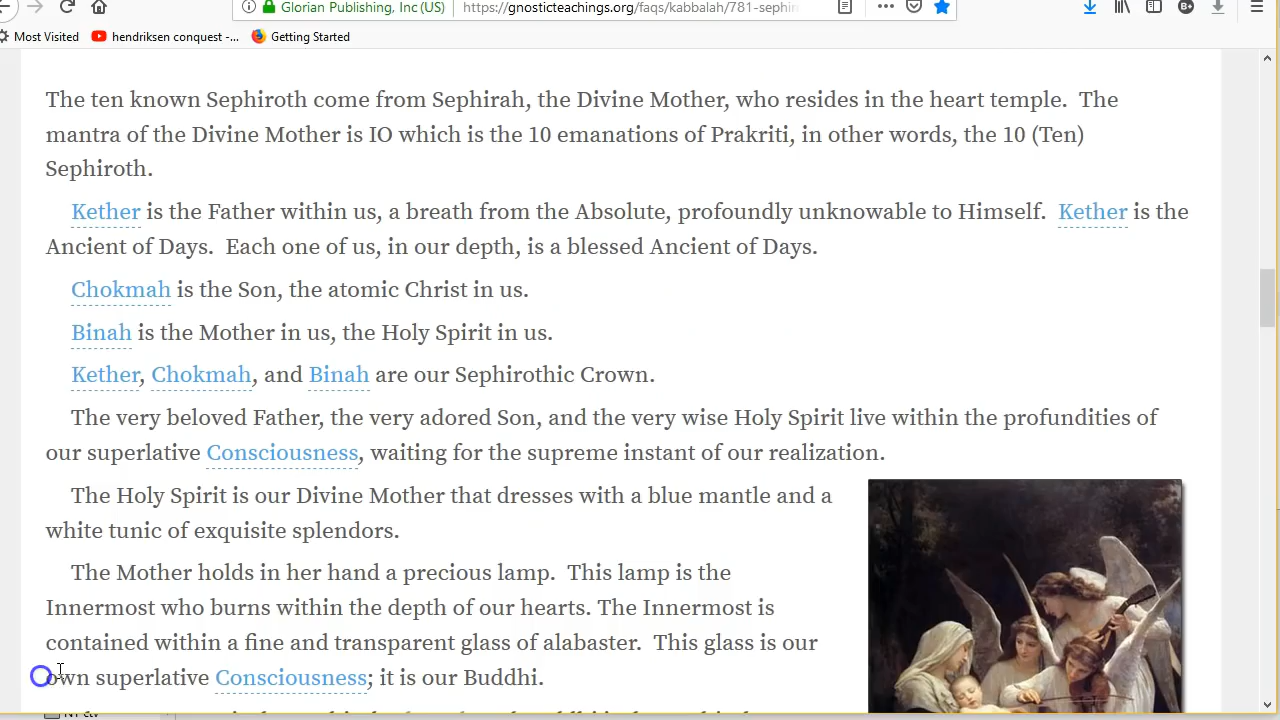 Glorian Publishing, Inc (US) https://gnosticteachings.org/faqs/kabbalah/781-sephir
Most Visited hendriksen conquest -... Getting Started
The ten known Sephiroth come from Sephirah, the Divine Mother, who resides in the heart temple. The
mantra of the Divine Mother is IO which is the 10 emanations of Prakriti, in other words, the 10 (Ten)
Sephiroth.
Kether is the Father within us, a breath from the Absolute, profoundly unknowable to Himself. Kether is the
Ancient of Days. Each one of us, in our depth, is a blessed Ancient of Days.
Chokmah is the Son, the atomic Christ in us.
Binah is the Mother in us, the Holy Spirit in us.
Kether, Chokmah, and Binah are our Sephirothic Crown.
The very beloved Father, the very adored Son, and the very wise Holy Spirit live within the profundities of
our superlative Consciousness, waiting for the supreme instant of our realization.
The Holy Spirit is our Divine Mother that dresses with a blue mantle and a
white tunic of exquisite splendors.
The Mother holds in her hand a precious lamp. This lamp is the
Innermost who burns within the depth of our hearts. The Innermost is
contained within a fine and transparent glass of alabaster. This glass is our
own superlative Consciousness; it is our Buddhi.